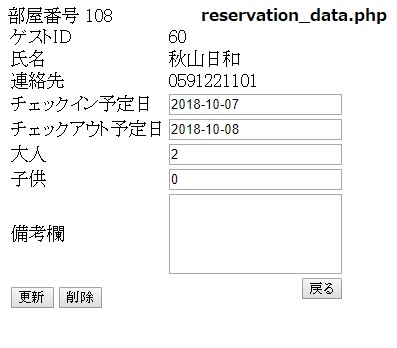 部屋番号 108 reservation_data.php
ゲストID 60
氏名 秋山日和
連絡先 0591221101
チェックイン予定日 2018-10-07
チェックアウト予定日 2018-10-08
大人 2
子供 0
備考欄
戻る
更新 削除